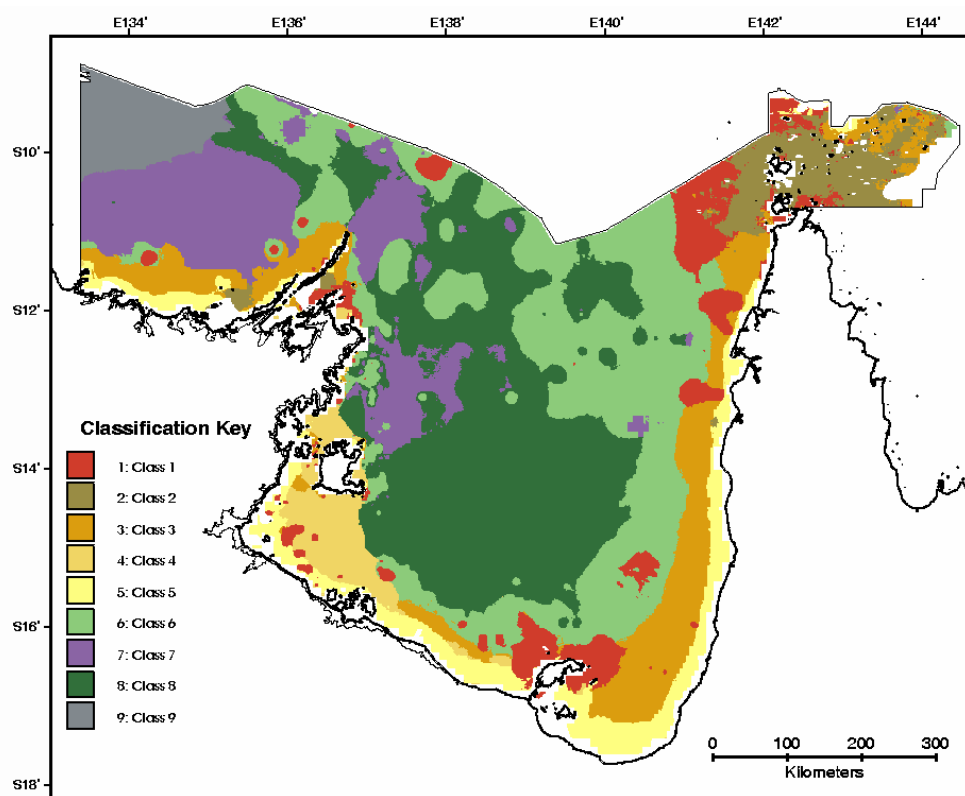 E134' E136' E138' E140' E142' E144'
S10'
S12'
S14'
S16'
S18'
Classification Key
1: Class 1
2: Class 2
3: Class 3
4: Class 4
5: Class 5
6: Class 6
7: Class 7
8: Class 8
9: Class 9
0 100 200 300
Kilometers